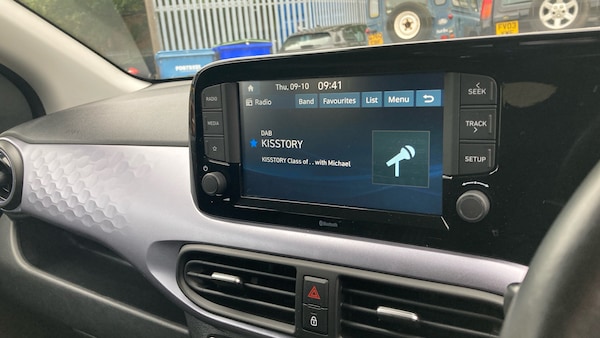 Thu, 09-10 09:41
Radio Band Favourites List Menu
DAB
KISSTORY
KISSTORY Class of . . with Michael
RADIO
MEDIA
SEEK
TRACK
SETUP
Bluetooth